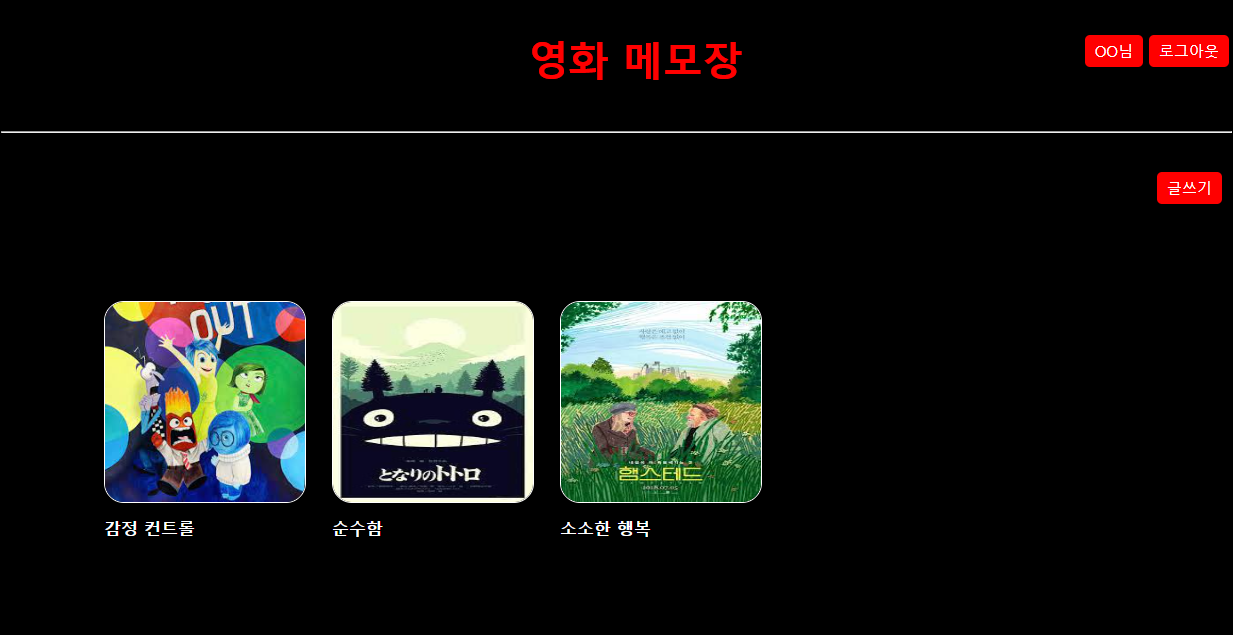 영화 메모장
OO님
로그아웃
글쓰기
OUT
となりのトトロ
햄스테드
감정 컨트롤
순수함
소소한 행복